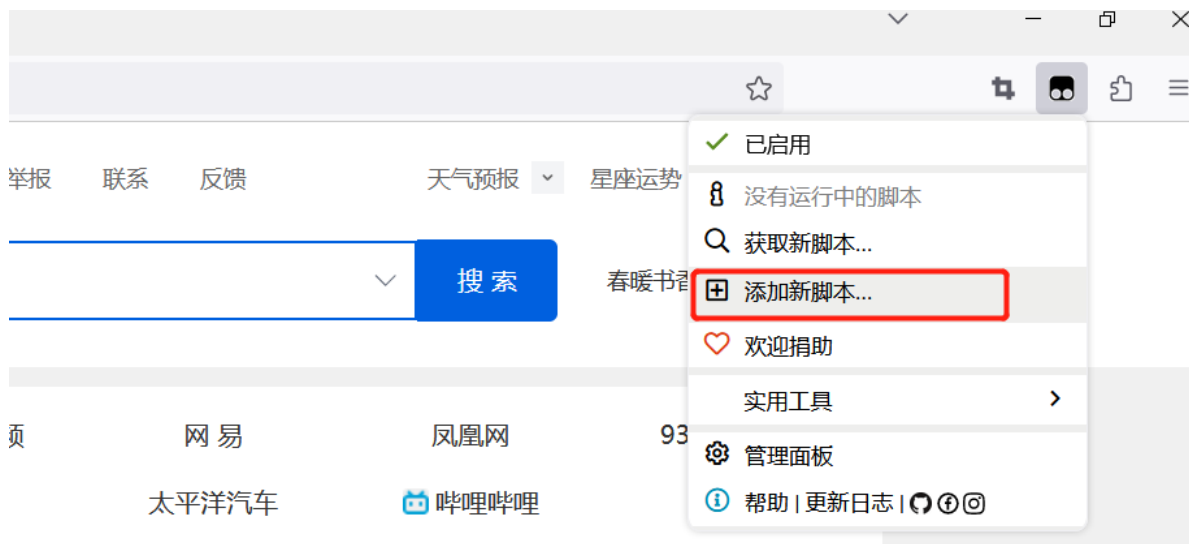 举报 联系 反馈 天气预报 星座运势
搜索 春暖书香
网易 凤凰网 93
太平洋汽车 哔哩哔哩
已启用
没有运行中的脚本
获取新脚本...
添加新脚本...
欢迎捐助
实用工具
管理面板
帮助 | 更新日志 |